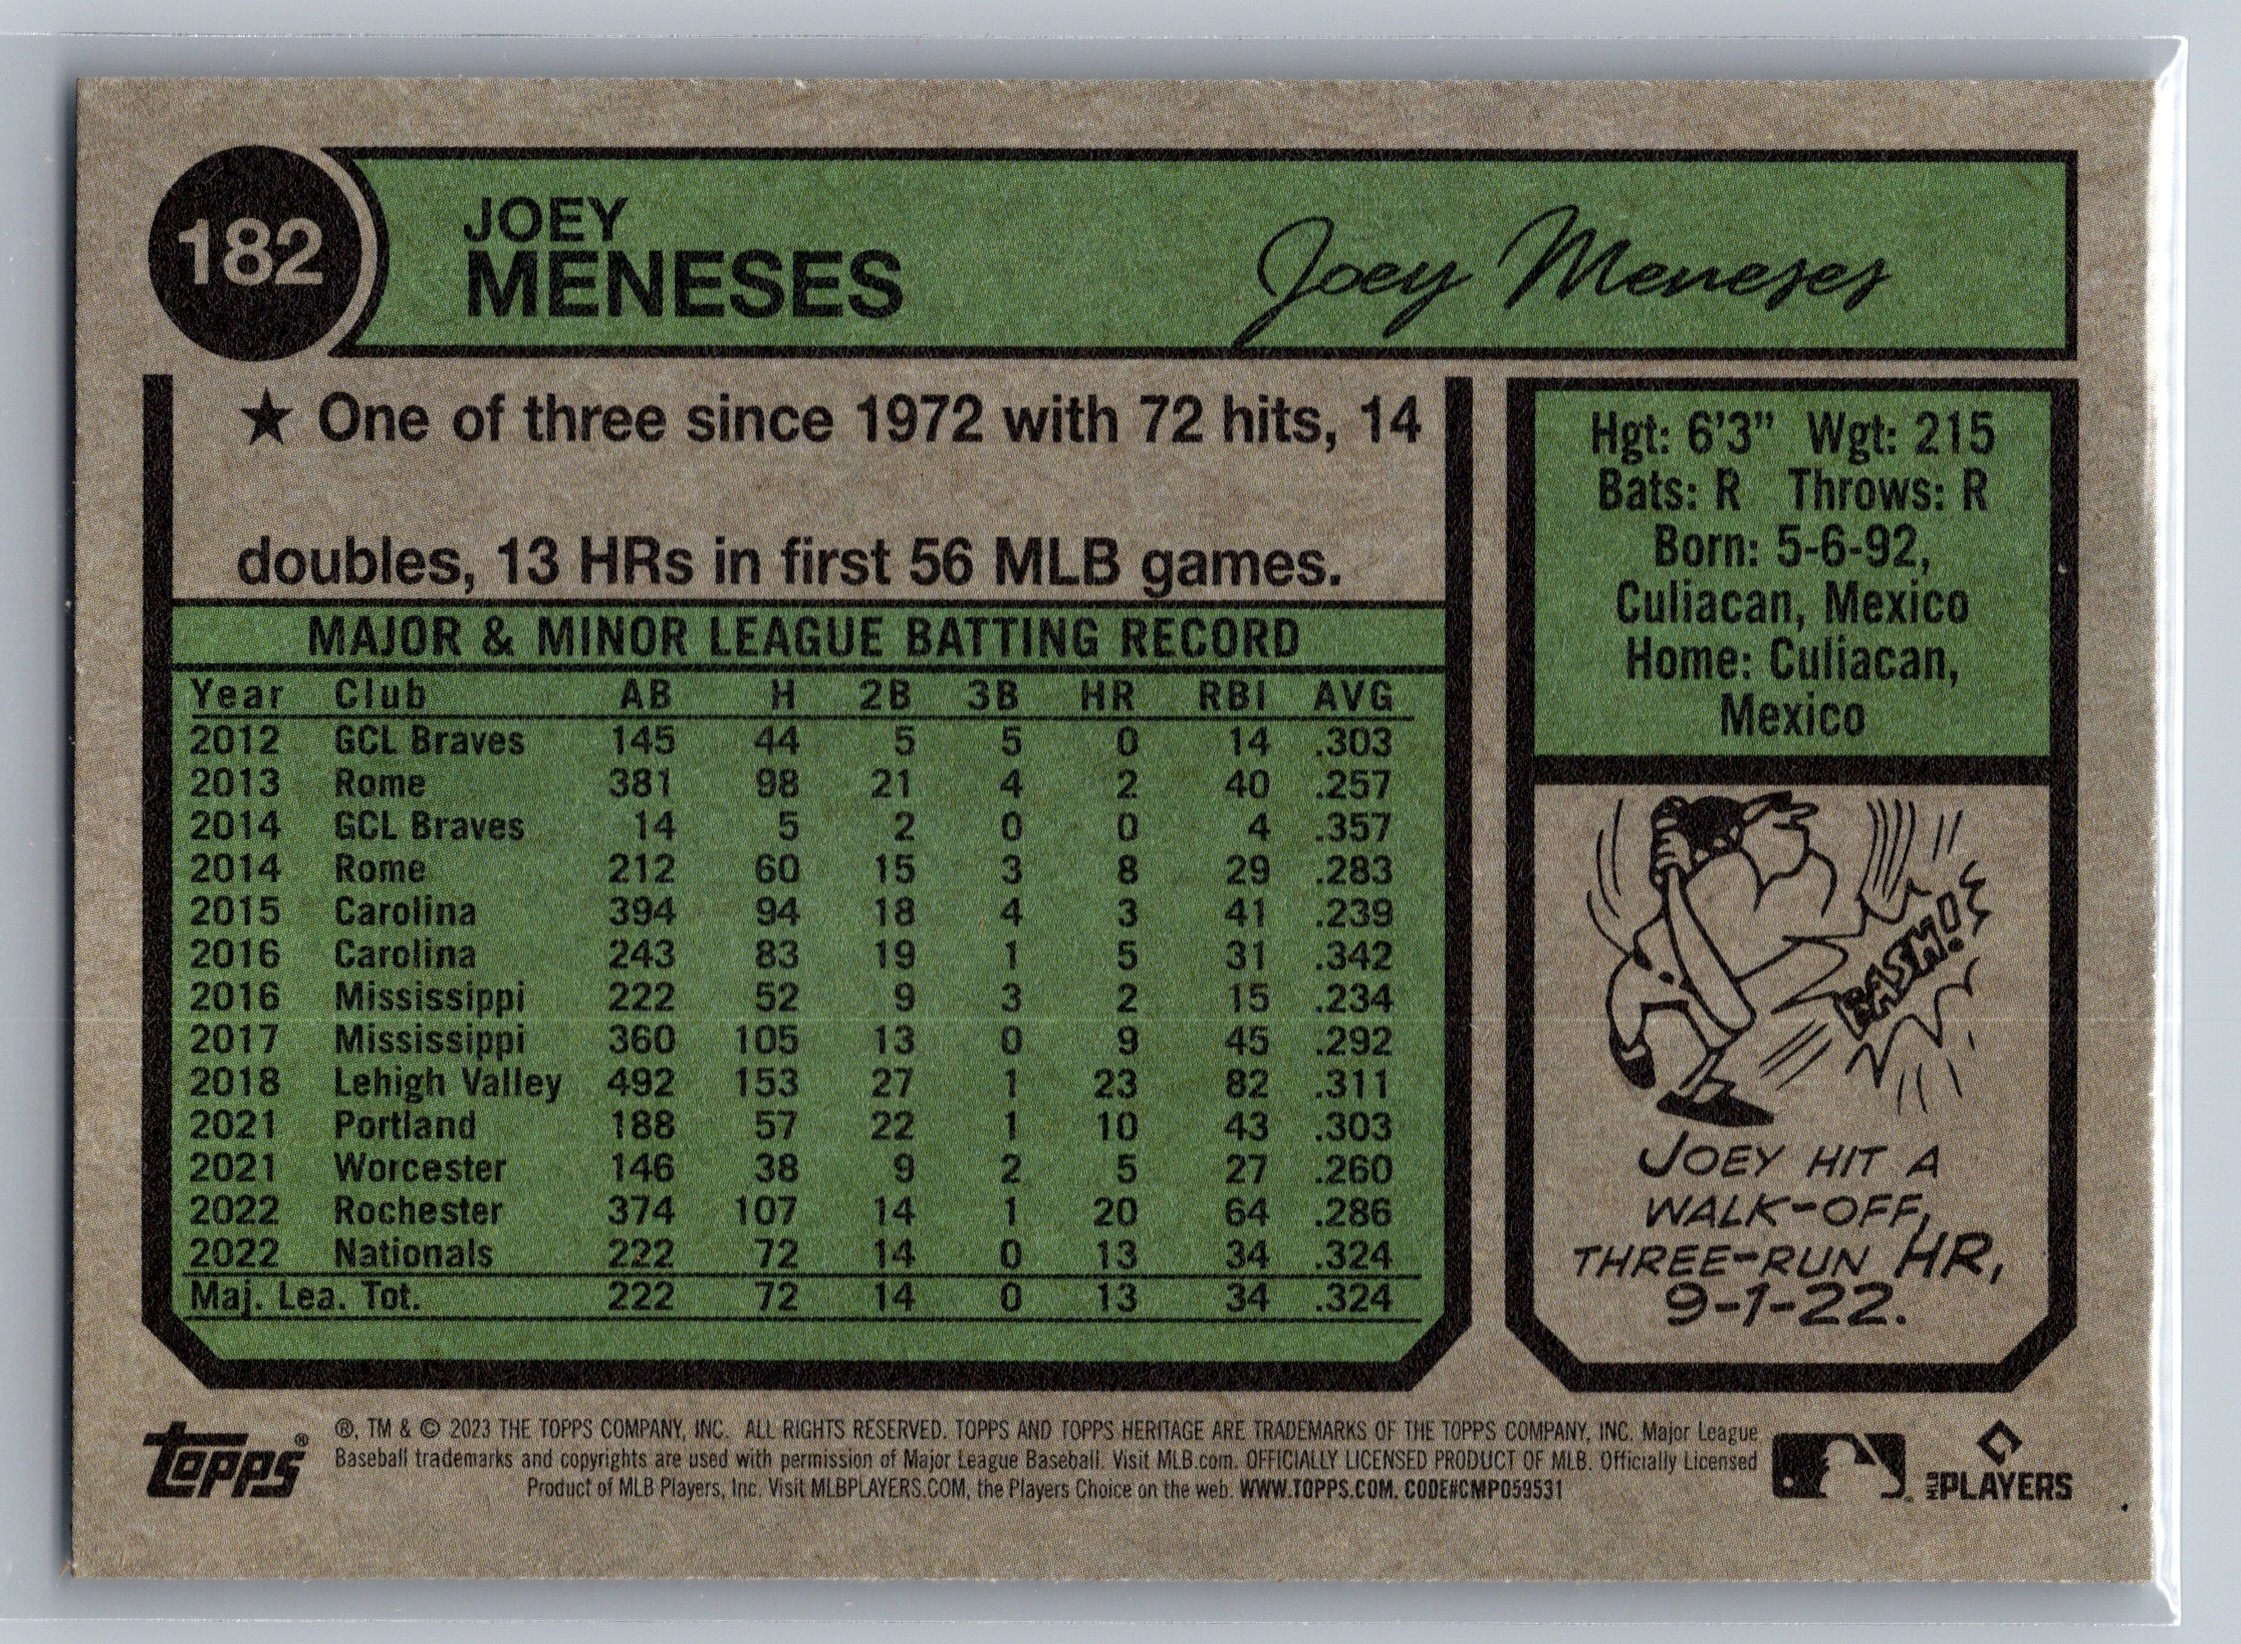 182
JOEY
MENESES
Joey Meneses
★ One of three since 1972 with 72 hits, 14
doubles, 13 HRs in first 56 MLB games.
MAJOR & MINOR LEAGUE BATTING RECORD
Year Club AB H 2B 3B HR RBI AVG
2012 GCL Braves 145 44 5 5 0 14 .303
2013 Rome 381 98 21 4 2 40 .257
2014 GCL Braves 14 5 2 0 0 4 .357
2014 Rome 212 60 15 3 8 29 .283
2015 Carolina 394 94 18 4 3 41 .239
2016 Carolina 243 83 19 1 5 31 .342
2016 Mississippi 222 52 9 3 2 15 .234
2017 Mississippi 360 105 13 0 9 45 .292
2018 Lehigh Valley 492 153 27 1 23 82 .311
2021 Portland 188 57 22 1 10 43 .303
2021 Worcester 146 38 9 2 5 27 .260
2022 Rochester 374 107 14 1 20 64 .286
2022 Nationals 222 72 14 0 13 34 .324
Maj. Lea. Tot. 222 72 14 0 13 34 .324
Hgt: 6'3" Wgt: 215
Bats: R Throws: R
Born: 5-6-92,
Culiacan, Mexico
Home: Culiacan,
Mexico
BASH!
JOEY HIT A
WALK-OFF,
THREE-RUN HR,
9-1-22.
topps®
®, TM & © 2023 THE TOPPS COMPANY, INC. ALL RIGHTS RESERVED. TOPPS AND TOPPS HERITAGE ARE TRADEMARKS OF THE TOPPS COMPANY, INC. Major League
Baseball trademarks and copyrights are used with permission of Major League Baseball. Visit MLB.com. OFFICIALLY LICENSED PRODUCT OF MLB. Officially Licensed
Product of MLB Players, Inc. Visit MLBPLAYERS.COM, the Players Choice on the web. WWW.TOPPS.COM. CODE#CMP059531
MLB PLAYERS